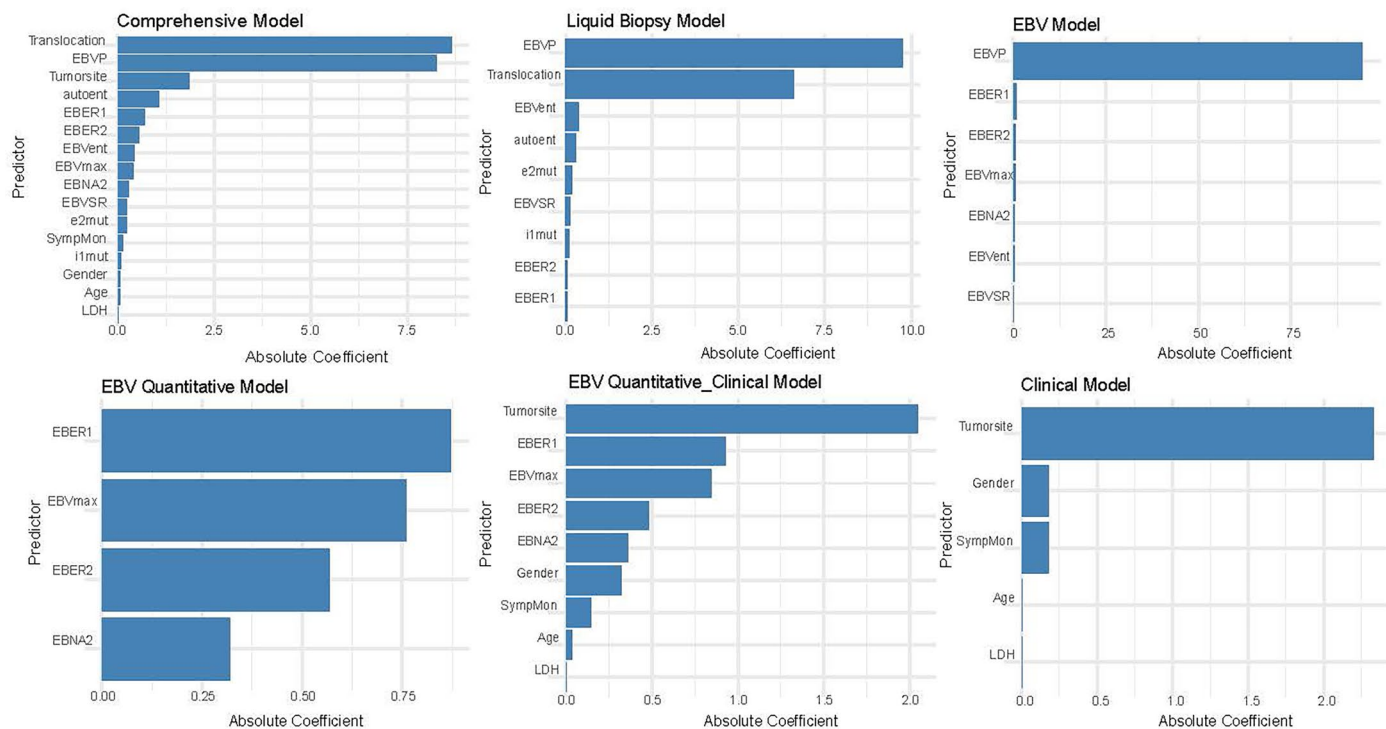 Comprehensive Model
Predictor
Translocation
EBVP
Tumorsite
autoent
EBER1
EBER2
EBVent
EBVmax
EBNA2
EBVSR
e2mut
SympMon
i1mut
Gender
Age
LDH
0.0 2.5 5.0 7.5
Absolute Coefficient
Liquid Biopsy Model
Predictor
EBVP
Translocation
EBVent
autoent
e2mut
EBVSR
i1mut
EBER2
EBER1
0.0 2.5 5.0 7.5 10.0
Absolute Coefficient
EBV Model
Predictor
EBVP
EBER1
EBER2
EBVmax
EBNA2
EBVent
EBVSR
0 25 50 75
Absolute Coefficient
EBV Quantitative Model
Predictor
EBER1
EBVmax
EBER2
EBNA2
0.00 0.25 0.50 0.75
Absolute Coefficient
EBV Quantitative_Clinical Model
Predictor
Tumorsite
EBER1
EBVmax
EBER2
EBNA2
Gender
SympMon
Age
LDH
0.0 0.5 1.0 1.5 2.0
Absolute Coefficient
Clinical Model
Predictor
Tumorsite
Gender
SympMon
Age
LDH
0.0 0.5 1.0 1.5 2.0
Absolute Coefficient